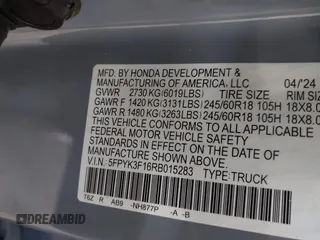 MFD. BY HONDA DEVELOPMENT &
MANUFACTURING OF AMERICA, LLC 04/'24
GVWR 2730 KG (6019LBS) TIRE SIZE RIM SIZ
GAWR F 1420 KG (3131LBS) 245/60R18 105H 18X8.0
GAWR R 1480 KG (3263LBS) 245/60R18 105H 18X8.0
THIS VEHICLE CONFORMS TO ALL APPLICABLE
FEDERAL MOTOR VEHICLE SAFETY
STANDARDS IN EFFECT ON THE DATE OF
MANUFACTURE SHOWN ABOVE.
V.I.N: 5FPYK3F16RB015283 TYPE:TRUCK
T6Z R AB9 -NH877P -A -B
DREAMBID